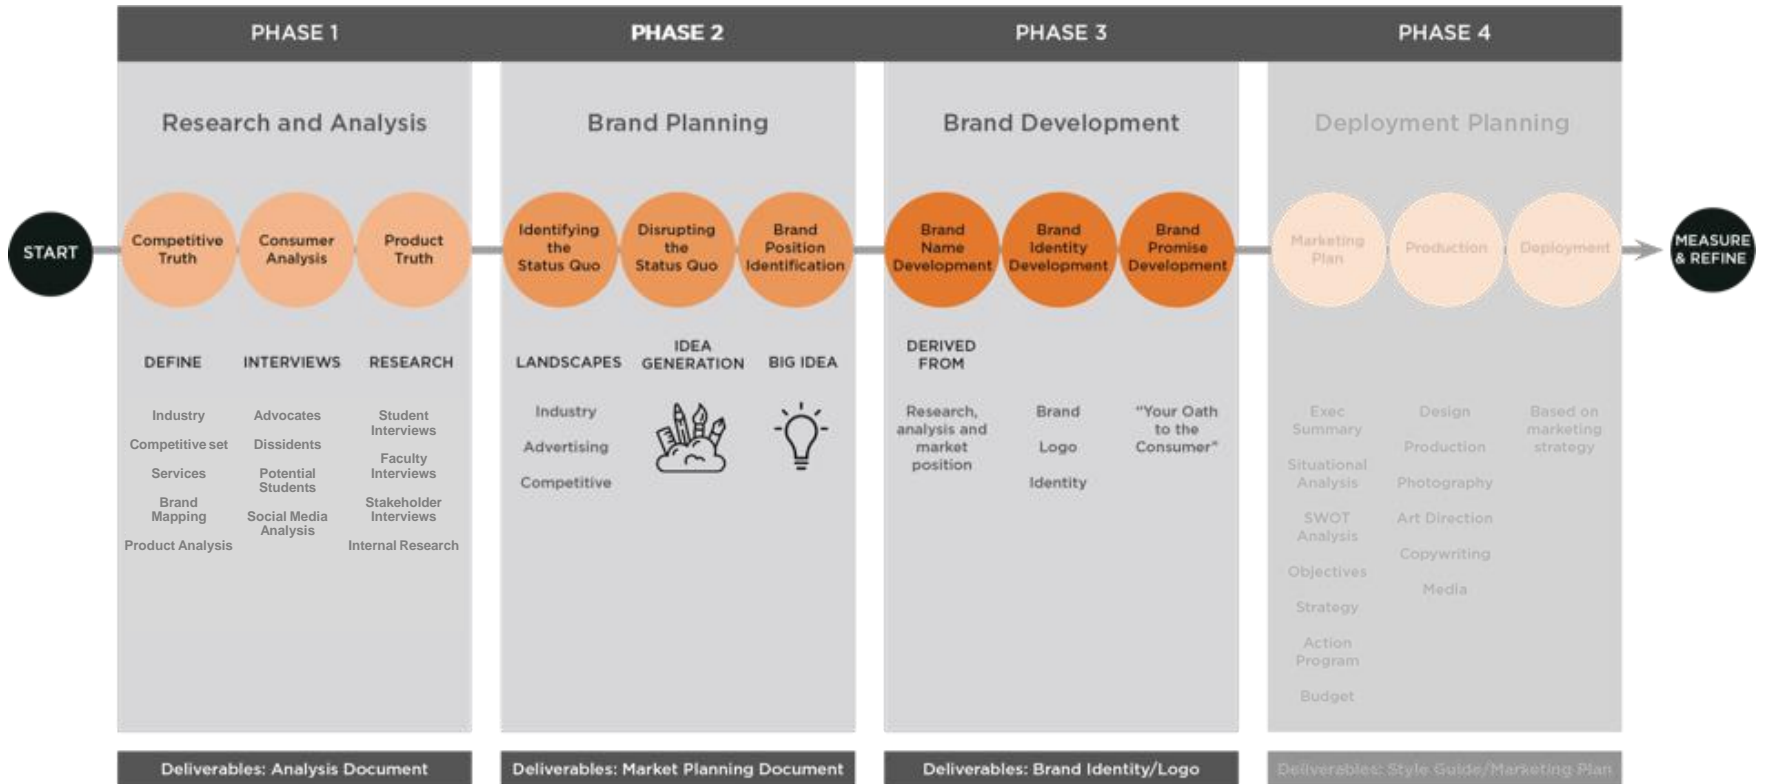 PHASE 1
PHASE 2
PHASE 3
PHASE 4
Research and Analysis
Brand Planning
Brand Development
Deployment Planning
START
Competitive
Truth
Consumer
Analysis
Product
Truth
Identifying
the
Status Quo
Disrupting
the
Status Quo
Brand
Position
Identification
Brand
Name
Development
Brand
Identity
Development
Brand
Promise
Development
Marketing
Plan
Production
Deployment
MEASURE
& REFINE
DEFINE
Industry
Competitive set
Services
Brand
Mapping
Product Analysis
INTERVIEWS
Advocates
Dissidents
Potential
Students
Social Media
Analysis
RESEARCH
Student
Interviews
Faculty
Interviews
Stakeholder
Interviews
Internal Research
LANDSCAPES
Industry
Advertising
Competitive
IDEA
GENERATION
BIG IDEA
DERIVED
FROM
Research,
analysis and
market
position
Brand
Logo
Identity
"Your Oath
to the
Consumer"
Exec
Summary
Situational
Analysis
SWOT
Analysis
Objectives
Strategy
Action
Program
Budget
Design
Production
Photography
Art Direction
Copywriting
Media
Based on
marketing
strategy
Deliverables: Analysis Document
Deliverables: Market Planning Document
Deliverables: Brand Identity/Logo
Deliverables: Style Guide/Marketing Plan